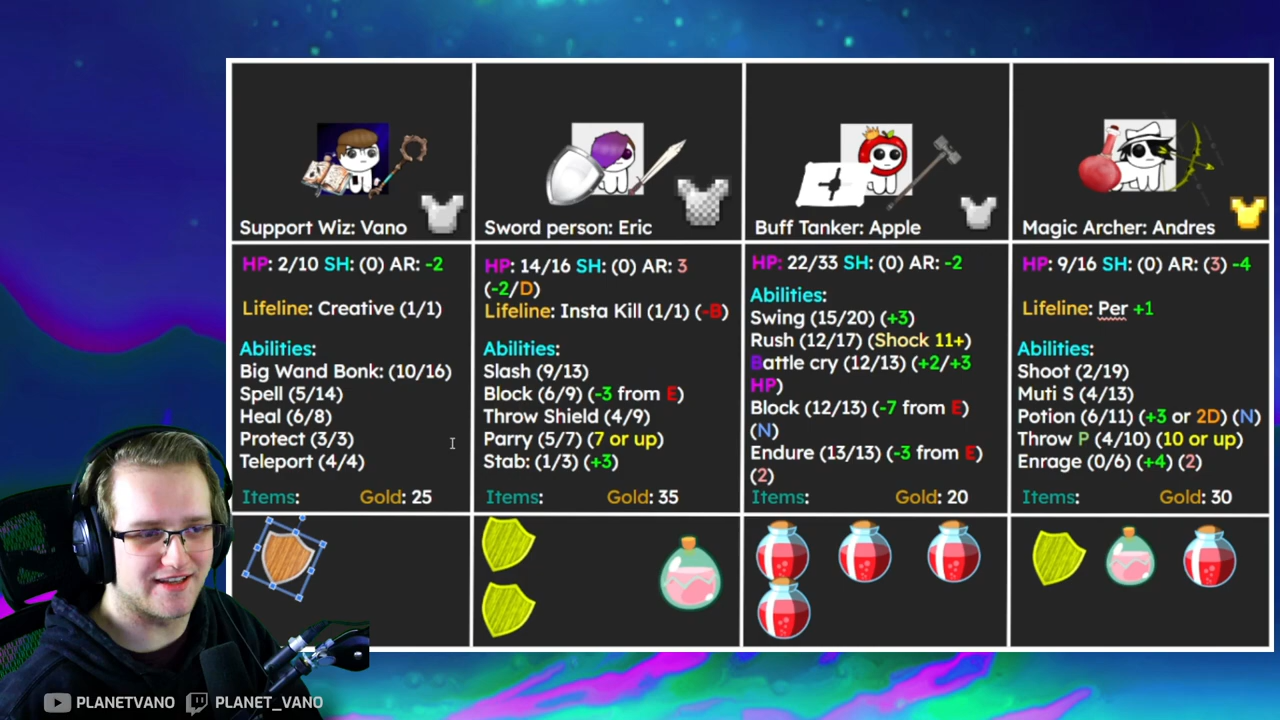 Support Wiz: Vano
HP: 2/10 SH: (0) AR: -2
Lifeline: Creative (1/1)
Abilities:
Big Wand Bonk: (10/16)
Spell (5/14)
Heal (6/8)
Protect (3/3)
Teleport (4/4)
Items: Gold: 25
Sword person: Eric
HP: 14/16 SH: (0) AR: 3
(-2/D)
Lifeline: Insta Kill (1/1) (-B)
Abilities:
Slash (9/13)
Block (6/9) (-3 from E)
Throw Shield (4/9)
Parry (5/7) (7 or up)
Stab: (1/3) (+3)
Items: Gold: 35
Buff Tanker: Apple
HP: 22/33 SH: (0) AR: -2
Abilities:
Swing (15/20) (+3)
Rush (12/17) (Shock 11+)
Battle cry (12/13) (+2/+3
HP)
Block (12/13) (-7 from E)
(N)
Endure (13/13) (-3 from E)
(2)
Items: Gold: 20
Magic Archer: Andres
HP: 9/16 SH: (0) AR: (3) -4
Lifeline: Per +1
Abilities:
Shoot (2/19)
Muti S (4/13)
Potion (6/11) (+3 or 2D) (N)
Throw P (4/10) (10 or up)
Enrage (0/6) (+4) (2)
Items: Gold: 30
PLANETVANO PLANET_VANO